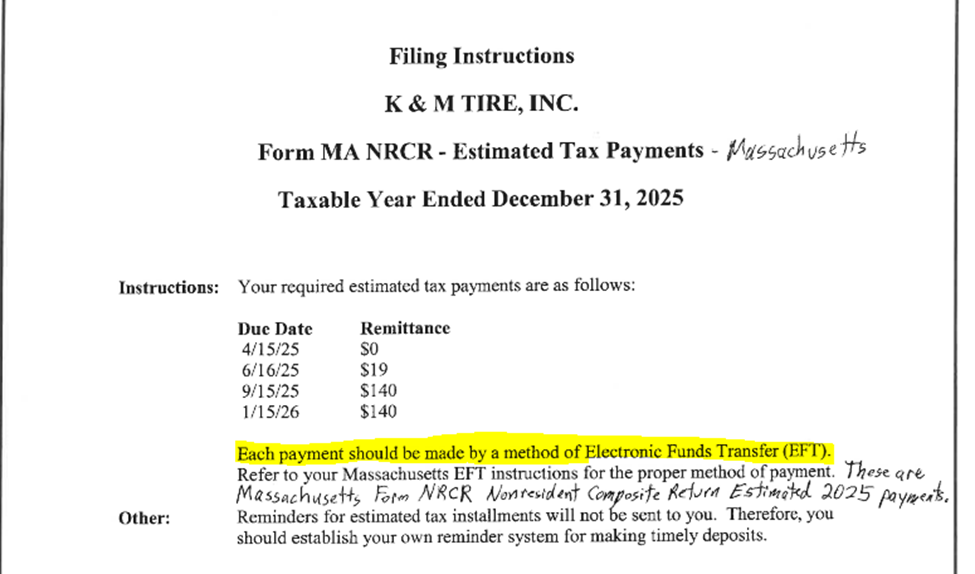 Filing Instructions
K & M TIRE, INC.
Form MA NRCR - Estimated Tax Payments - Massachusetts
Taxable Year Ended December 31, 2025
Instructions: Your required estimated tax payments are as follows:
Due Date Remittance
4/15/25 $0
6/16/25 $19
9/15/25 $140
1/15/26 $140
Each payment should be made by a method of Electronic Funds Transfer (EFT).
Refer to your Massachusetts EFT instructions for the proper method of payment. These are
Massachusetts Form NRCR Nonresident Composite Return Estimated 2025 payments.
Other: Reminders for estimated tax installments will not be sent to you. Therefore, you
should establish your own reminder system for making timely deposits.